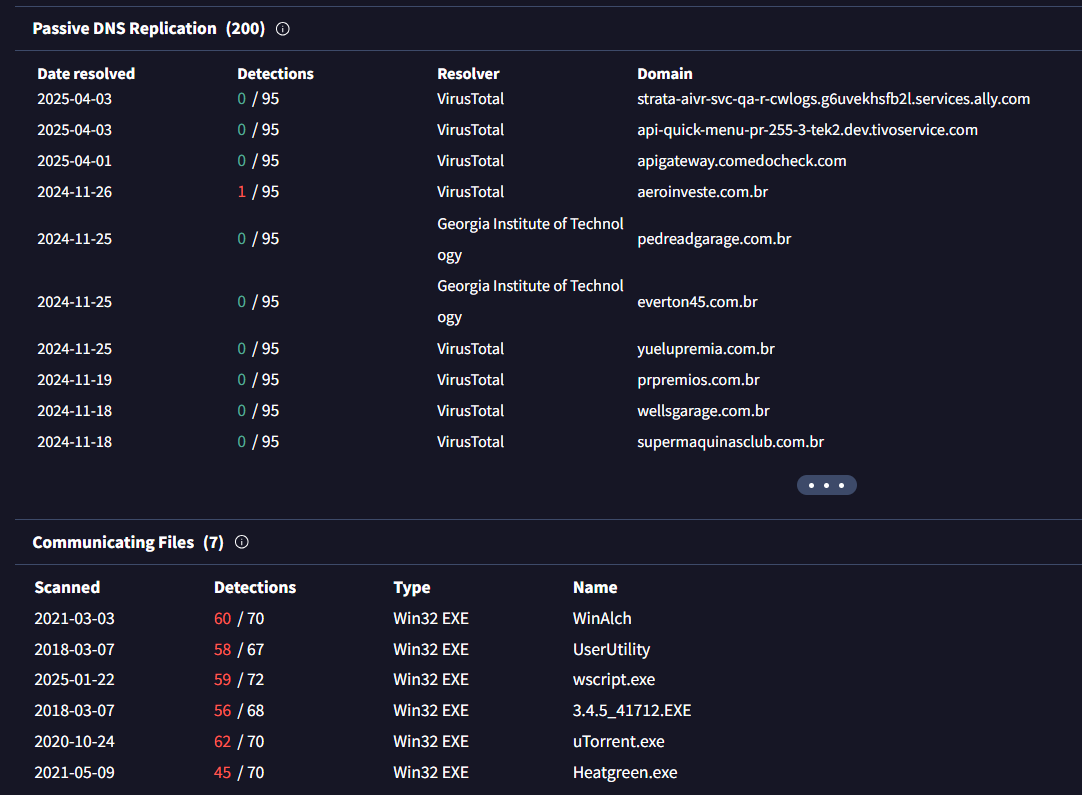 Passive DNS Replication (200)
Date resolved Detections Resolver Domain
2025-04-03 0 / 95 VirusTotal strata-aivr-svc-qa-r-cwlogs.g6uvekhsfb2l.services.ally.com
2025-04-03 0 / 95 VirusTotal api-quick-menu-pr-255-3-tek2.dev.tivoservice.com
2025-04-01 0 / 95 VirusTotal apigateway.comedocheck.com
2024-11-26 1 / 95 VirusTotal aeroinveste.com.br
2024-11-25 0 / 95 Georgia Institute of Technol
ogy pedreadgarage.com.br
2024-11-25 0 / 95 Georgia Institute of Technol
ogy everton45.com.br
2024-11-25 0 / 95 VirusTotal yuelupremia.com.br
2024-11-19 0 / 95 VirusTotal prpremios.com.br
2024-11-18 0 / 95 VirusTotal wellsgarage.com.br
2024-11-18 0 / 95 VirusTotal supermaquinasclub.com.br
Communicating Files (7)
Scanned Detections Type Name
2021-03-03 60 / 70 Win32 EXE WinAlch
2018-03-07 58 / 67 Win32 EXE UserUtility
2025-01-22 59 / 72 Win32 EXE wscript.exe
2018-03-07 56 / 68 Win32 EXE 3.4.5_41712.EXE
2020-10-24 62 / 70 Win32 EXE uTorrent.exe
2021-05-09 45 / 70 Win32 EXE Heatgreen.exe